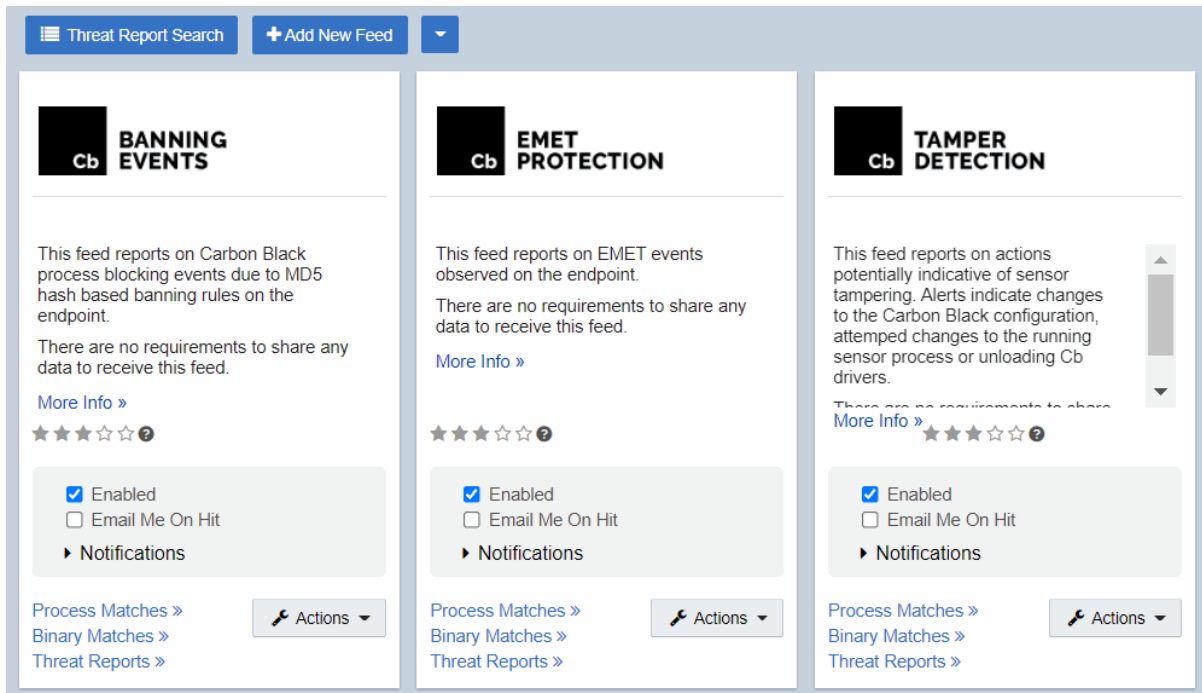 Threat Report Search
Add New Feed
Cb
BANNING
EVENTS
This feed reports on Carbon Black
process blocking events due to MD5
hash based banning rules on the
endpoint.
There are no requirements to share any
data to receive this feed.
More Info »
?
Enabled
Email Me On Hit
Notifications
Process Matches »
Binary Matches »
Threat Reports »
Actions
Cb
EMET
PROTECTION
This feed reports on EMET events
observed on the endpoint.
There are no requirements to share any
data to receive this feed.
More Info »
?
Enabled
Email Me On Hit
Notifications
Process Matches »
Binary Matches »
Threat Reports »
Actions
Cb
TAMPER
DETECTION
This feed reports on actions
potentially indicative of sensor
tampering. Alerts indicate changes
to the Carbon Black configuration,
attemped changes to the running
sensor process or unloading Cb
drivers.
There are no requirements to share
More Info »
?
Enabled
Email Me On Hit
Notifications
Process Matches »
Binary Matches »
Threat Reports »
Actions